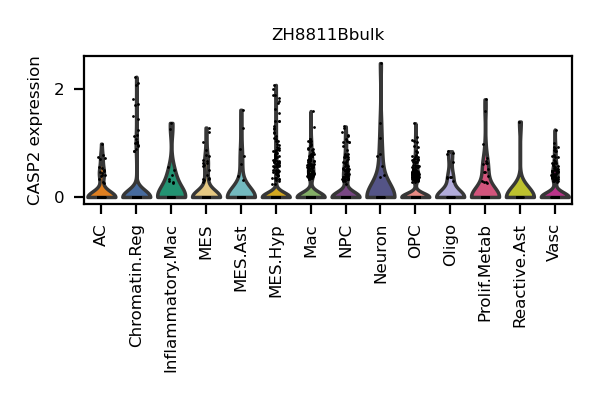 ZH8811Bbulk
CASP2 expression
2
0
AC
Chromatin.Reg
Inflammatory.Mac
MES
MES.Ast
MES.Hyp
Mac
NPC
Neuron
OPC
Oligo
Prolif.Metab
Reactive.Ast
Vasc